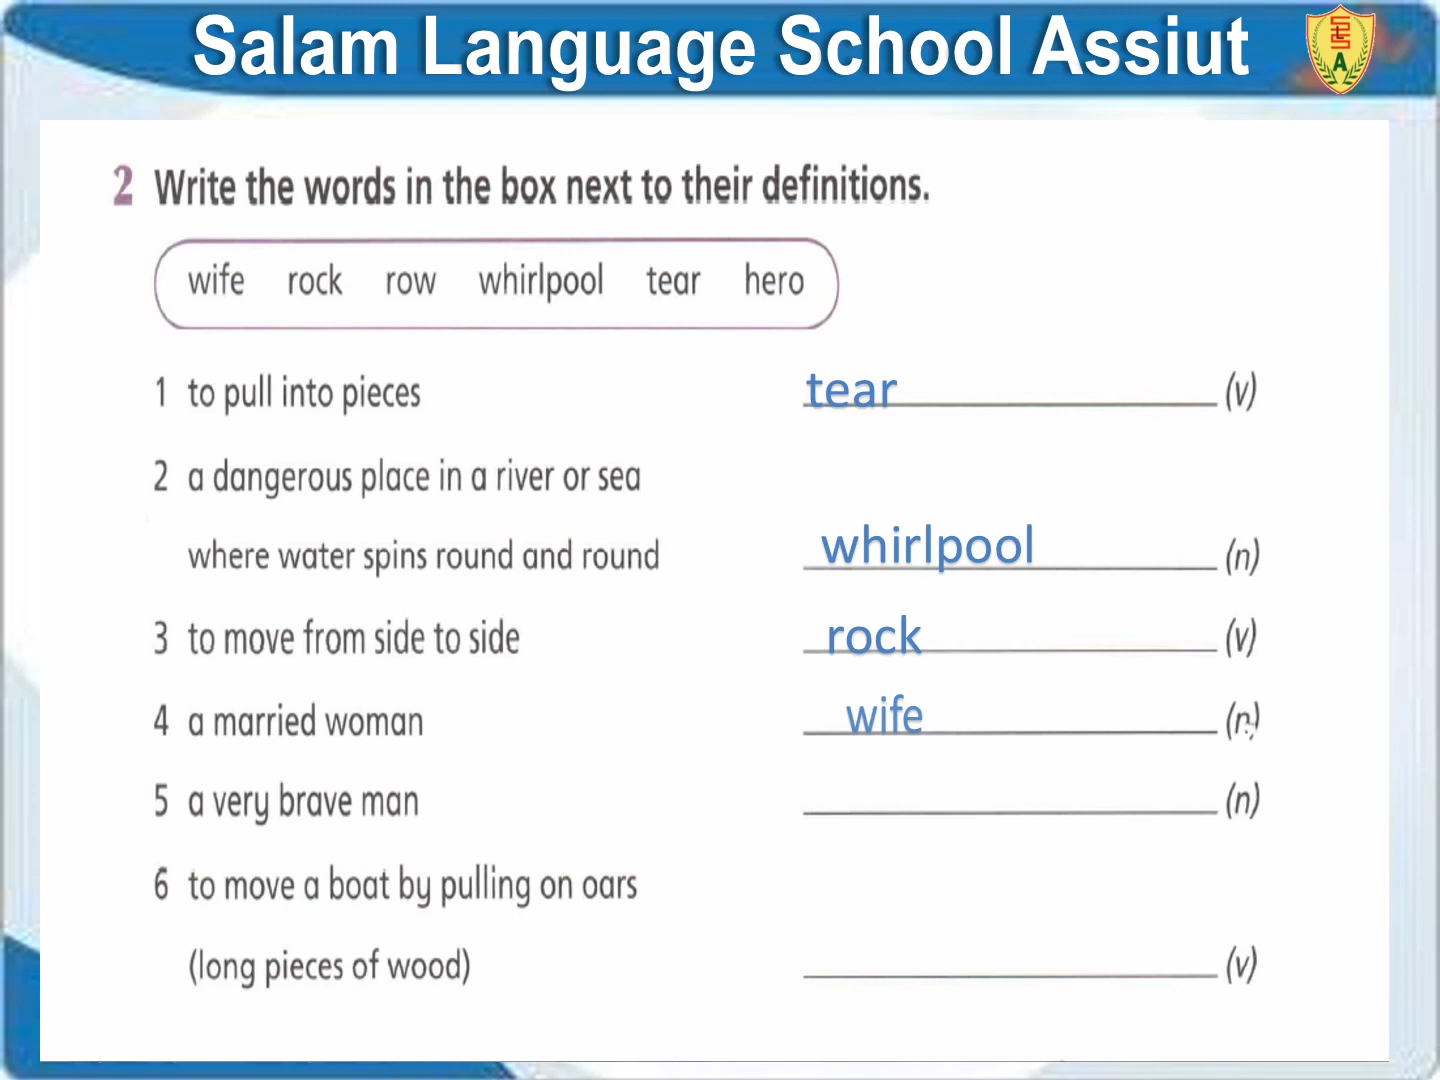 Salam Language School Assiut
2 Write the words in the box next to their definitions.
wife rock row whirlpool tear hero
1 to pull into pieces tear (v)
2 a dangerous place in a river or sea
where water spins round and round whirlpool (n)
3 to move from side to side rock (v)
4 a married woman wife (n)
5 a very brave man (n)
6 to move a boat by pulling on oars
(long pieces of wood) (v)